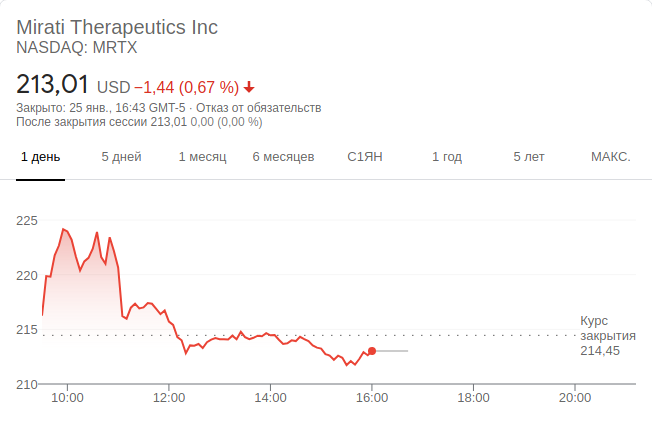 Mirati Therapeutics Inc
NASDAQ: MRTX
213,01 USD −1,44 (0,67 %)
Закрыто: 25 янв., 16:43 GMT-5 · Отказ от обязательств
После закрытия сессии 213,01 0,00 (0,00 %)
1 день 5 дней 1 месяц 6 месяцев С1ЯН 1 год 5 лет МАКС.
225
220
215
210
Курс
закрытия
214,45
10:00 12:00 14:00 16:00 18:00 20:00